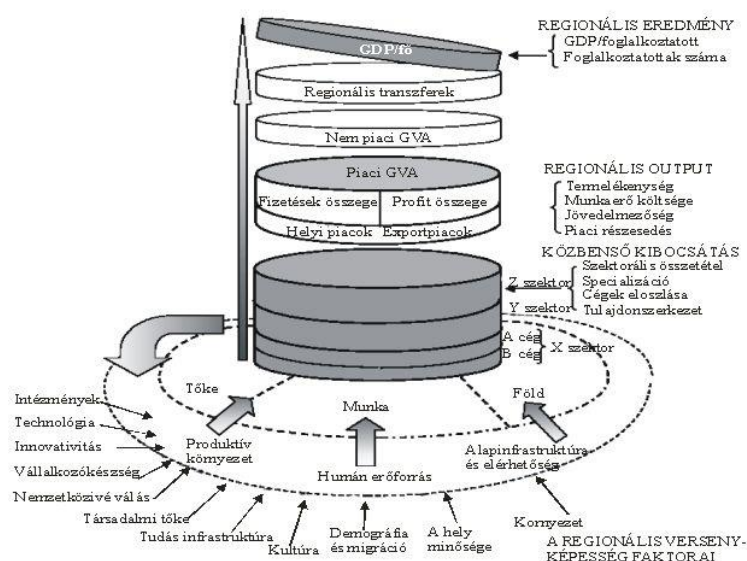 REGIONÁLIS EREDMÉNY
GDP/foglalkoztatott
Foglalkoztatottak száma
GDP/fő
Regionális transzferek
Nem piaci GVA
Piaci GVA
Fizetések összege
Profit összege
Helyi piacok
Exportpiacok
REGIONÁLIS OUTPUT
Termelékenység
Munkaerő költsége
Jövedelmezőség
Piaci részesedés
KÖZBENSŐ KIBOCSÁTÁS
Szektorális összetétel
Specializáció
Cégek eloszlása
Tulajdonszerkezet
Z szektor
Y szektor
A cég
B cég
X szektor
Tőke
Munka
Föld
Produktív
környezet
Humán erőforrás
Alapinfrastruktúra
és elérhetőség
Intézmények
Technológia
Innovativitás
Vállalkozókészség
Nemzetközivé válás
Társadalmi tőke
Tudás infrastruktúra
Kultúra
Demográfia
és migráció
A hely
minősége
Kornyezet
A REGIONÁLIS VERSENY-
KÉPESSÉG FAKTORAI